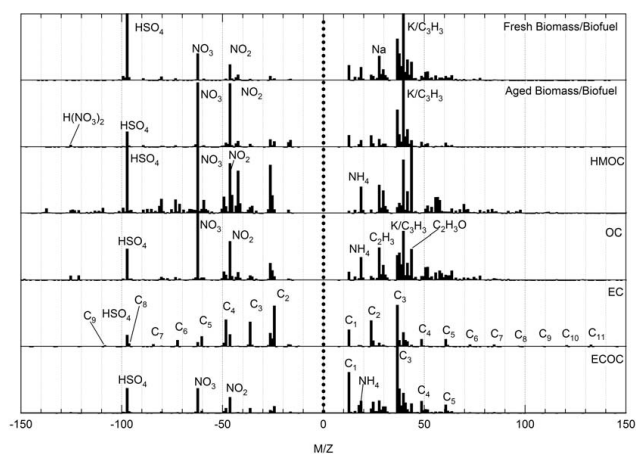 HSO4 K/C3H3 Fresh Biomass/Biofuel
NO3 NO2 Na
K/C3H3 Aged Biomass/Biofuel
NO3 NO2
H(NO3)2 HSO4
HSO4 NO3 NO2 HMOC
NH4
NO3 K/C3H3 C2H3O OC
HSO4 NO2 NH4 C2H3
C9 HSO4 C8 C7 C6 C5 C4 C3 C2 EC
C1 C2 C3 C4 C5 C6 C7 C8 C9 C10 C11
HSO4 NO3 NO2 C1 NH4 C3 C4 C5 ECOC
-150 -100 -50 0 50 100 150
M/Z